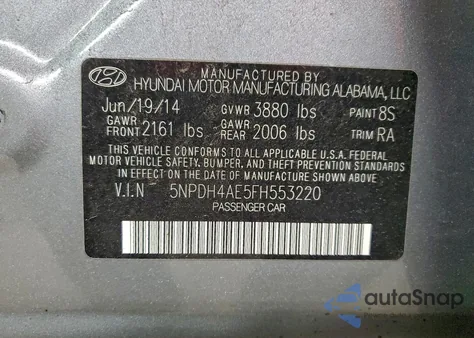 MANUFACTURED BY
HYUNDAI MOTOR MANUFACTURING ALABAMA, LLC
Jun/19/14 GVWR 3880 lbs PAINT 8S
GAWR FRONT 2161 lbs GAWR REAR 2006 lbs TRIM RA
THIS VEHICLE CONFORMS TO ALL APPLICABLE U.S.A. FEDERAL
MOTOR VEHICLE SAFETY, BUMPER, AND THEFT PREVENTION STANDARDS
IN EFFECT ON THE DATE OF MANUFACTURE SHOWN ABOVE.
V.I.N 5NPDH4AE5FH553220
PASSENGER CAR
autoSnap